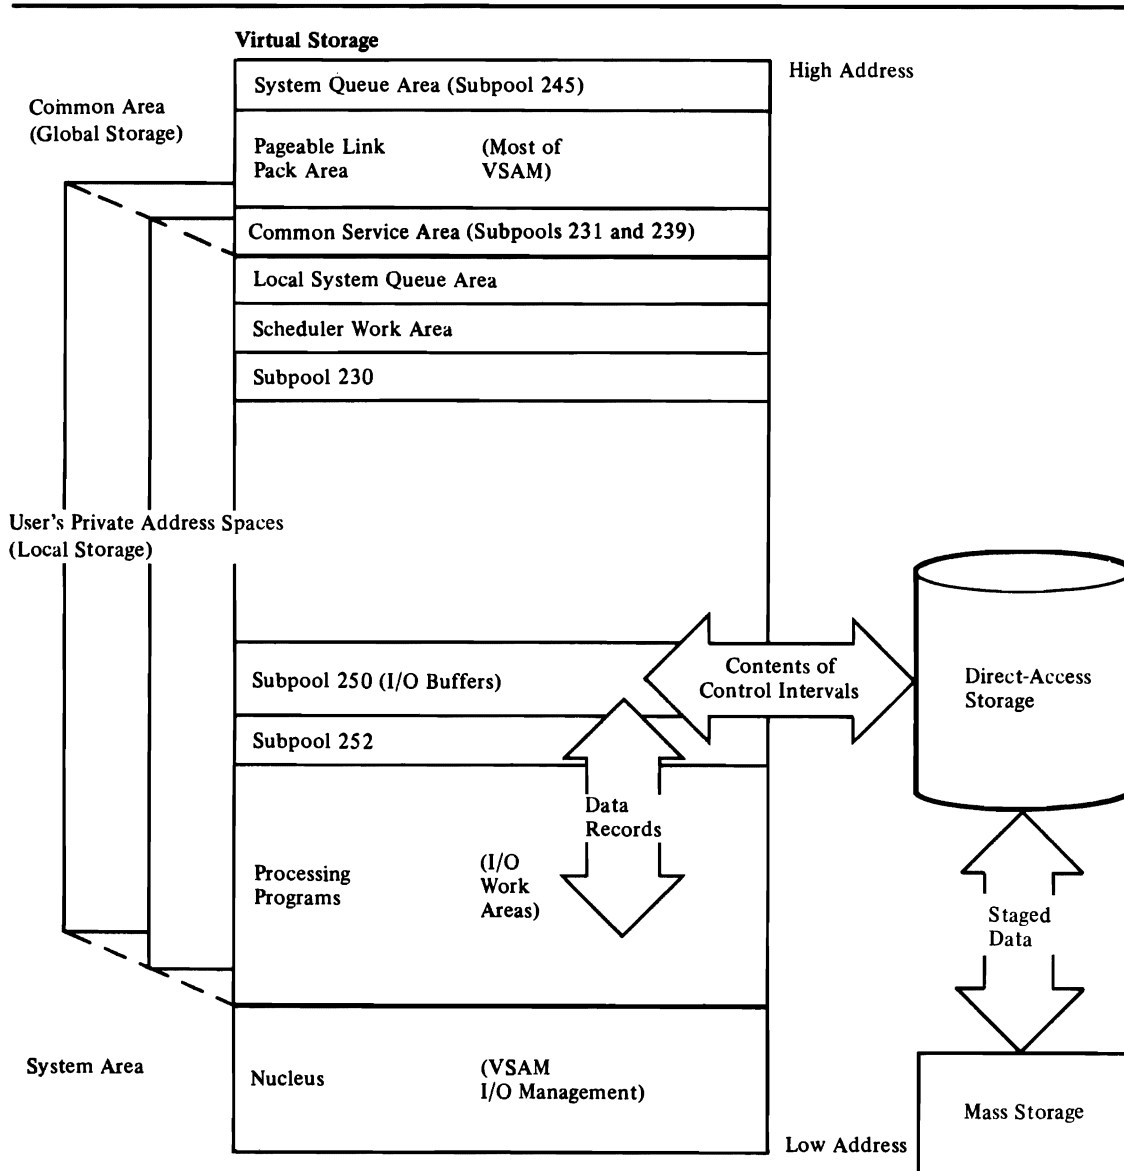 Virtual Storage
High Address
System Queue Area (Subpool 245)
Common Area
(Global Storage)
Pageable Link
Pack Area
(Most of
VSAM)
Common Service Area (Subpools 231 and 239)
Local System Queue Area
Scheduler Work Area
Subpool 230
User's Private Address Spaces
(Local Storage)
Subpool 250 (I/O Buffers)
Contents of
Control Intervals
Direct-Access
Storage
Subpool 252
Data
Records
Processing
Programs
(I/O
Work
Areas)
Staged
Data
System Area
Nucleus
(VSAM
I/O Management)
Mass Storage
Low Address